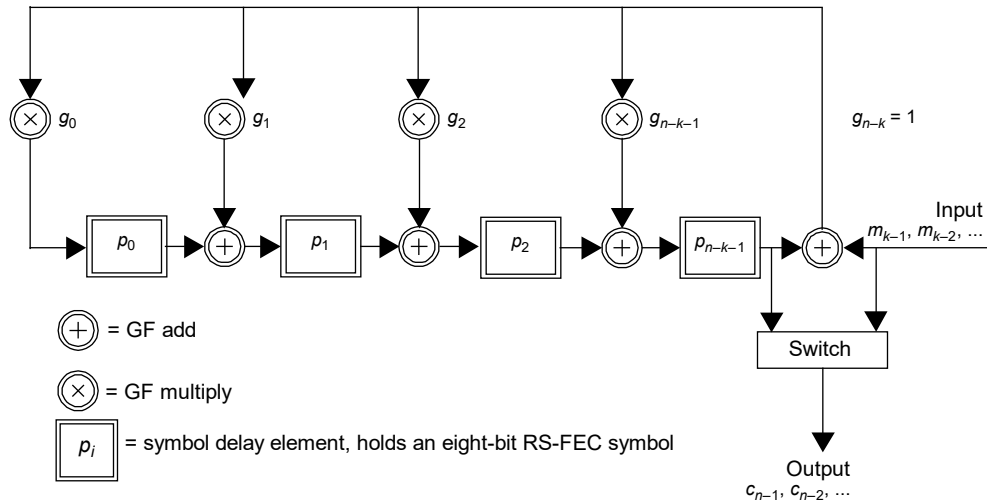 × g₀ × g₁ × g₂ × gₙ₋ₖ₋₁ gₙ₋ₖ = 1
Input
mₖ₋₁, mₖ₋₂, ...
p₀ + p₁ + p₂ + pₙ₋ₖ₋₁ +
+ = GF add
Switch
× = GF multiply
pᵢ = symbol delay element, holds an eight-bit RS-FEC symbol
Output
cₙ₋₁, cₙ₋₂, ...